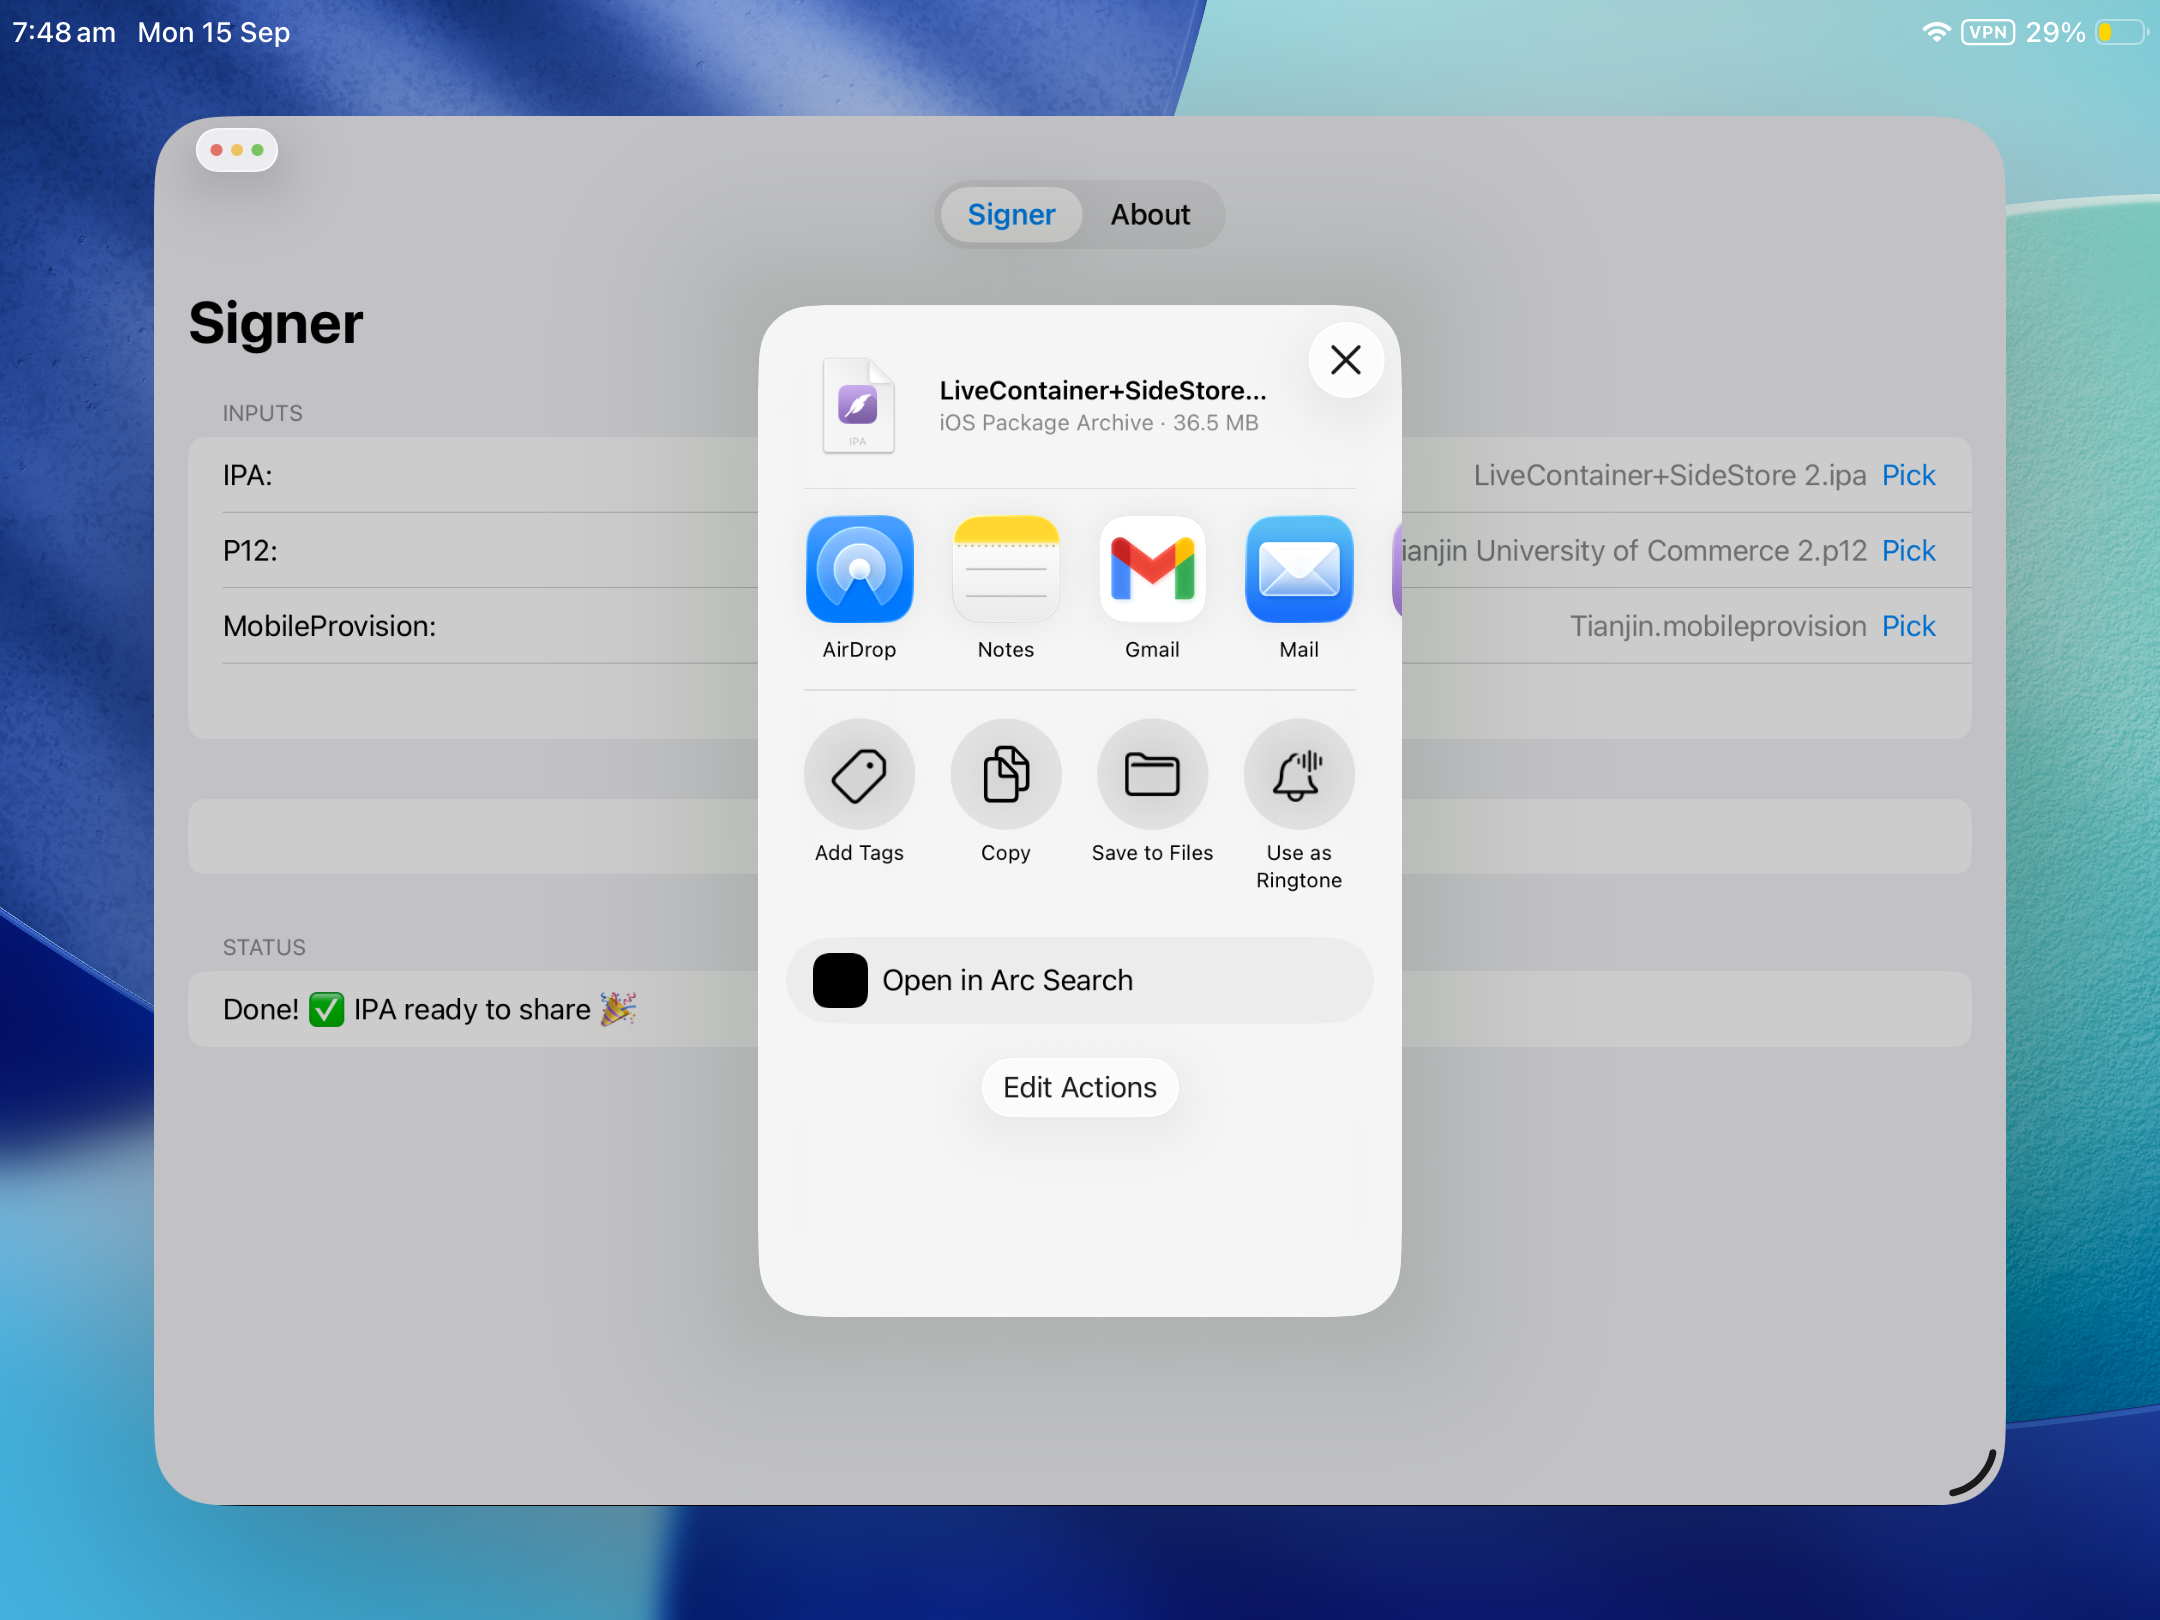 7:48 am Mon 15 Sep
VPN 29%
Signer About
Signer
INPUTS
IPA: LiveContainer+SideStore 2.ipa Pick
P12: ianjin University of Commerce 2.p12 Pick
MobileProvision: Tianjin.mobileprovision Pick
STATUS
Done! ✅ IPA ready to share 🎉
LiveContainer+SideStore...
iOS Package Archive · 36.5 MB
IPA
AirDrop Notes Gmail Mail
Add Tags Copy Save to Files Use as
Ringtone
Open in Arc Search
Edit Actions